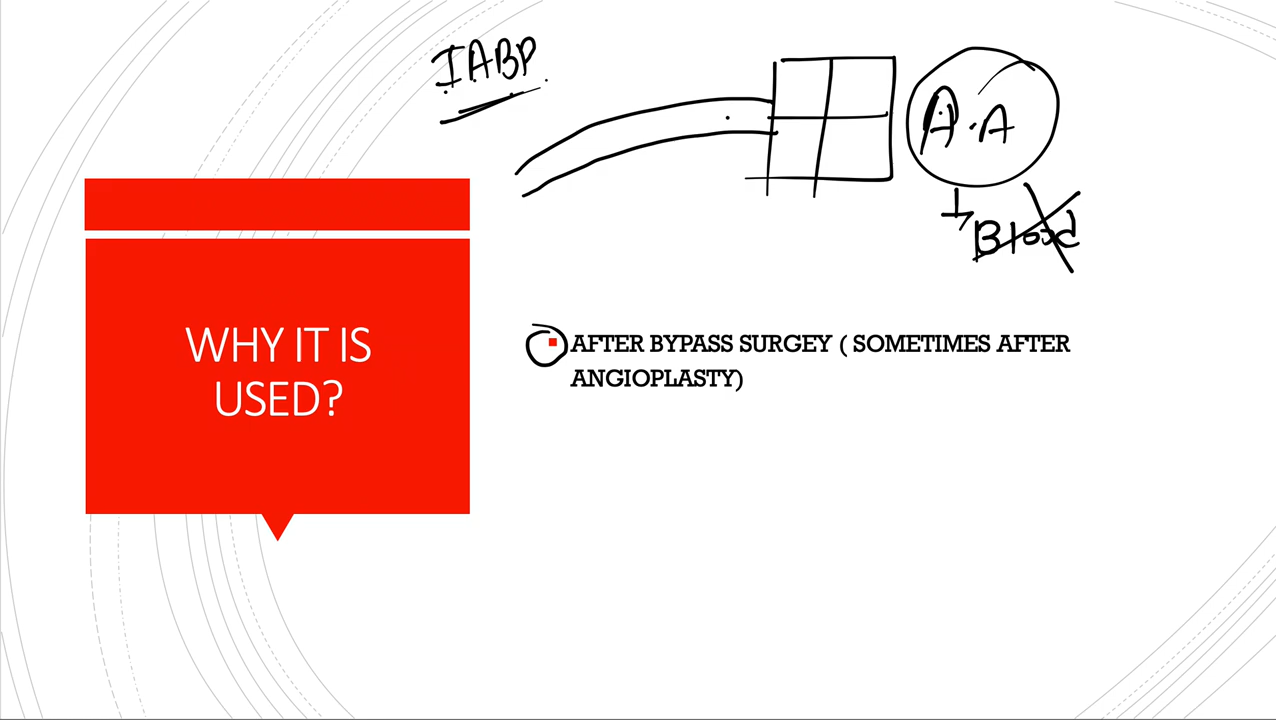 IABP
A.A
Blood
WHY IT IS
USED?
AFTER BYPASS SURGEY ( SOMETIMES AFTER
ANGIOPLASTY)